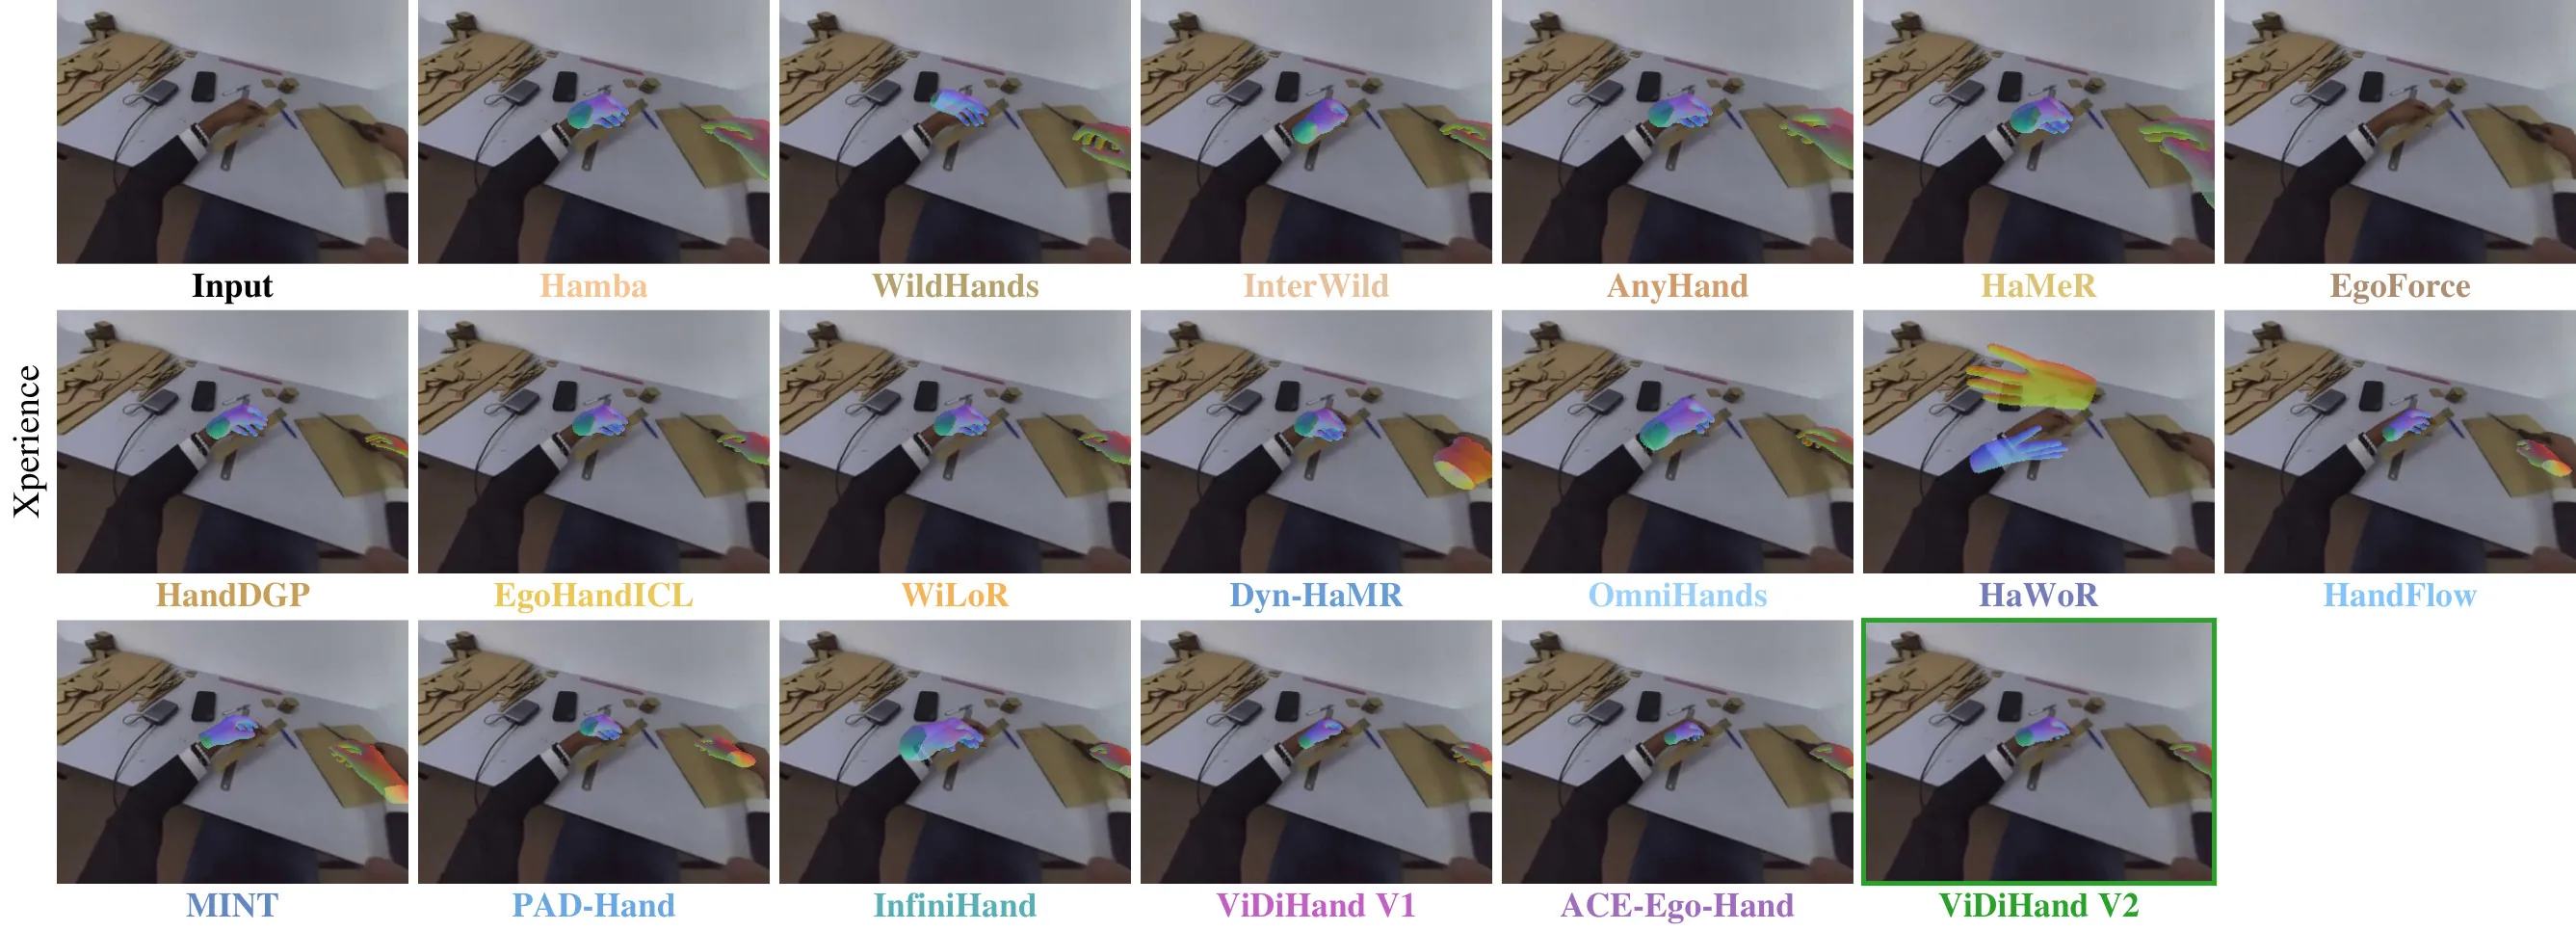 Input
Hamba
WildHands
InterWild
AnyHand
HaMeR
EgoForce
Xperience
HandDGP
EgoHandICL
WiLoR
Dyn-HaMR
OmniHands
HaWoR
HandFlow
MINT
PAD-Hand
InfiniHand
ViDiHand V1
ACE-Ego-Hand
ViDiHand V2